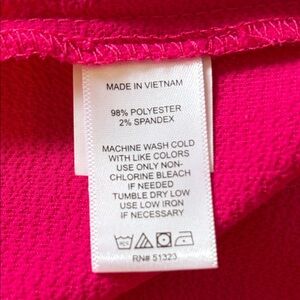 MADE IN VIETNAM
98% POLYESTER
2% SPANDEX
MACHINE WASH COLD
WITH LIKE COLORS
USE ONLY NON-
CHLORINE BLEACH
IF NEEDED
TUMBLE DRY LOW
USE LOW IRON
IF NECESSARY
RN# 51323